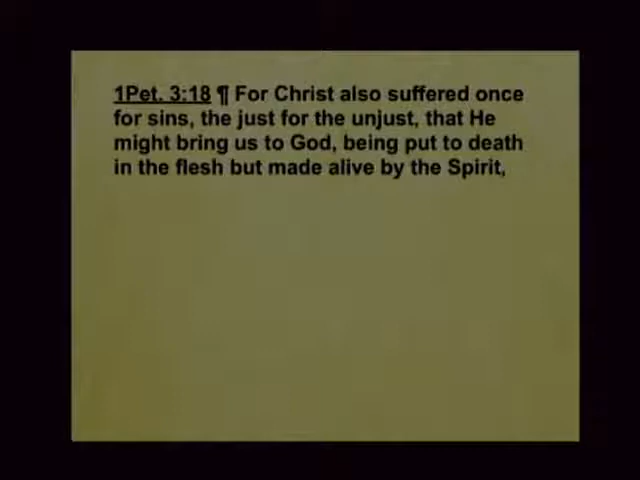 1Pet. 3:18 ¶ For Christ also suffered once
for sins, the just for the unjust, that He
might bring us to God, being put to death
in the flesh but made alive by the Spirit,